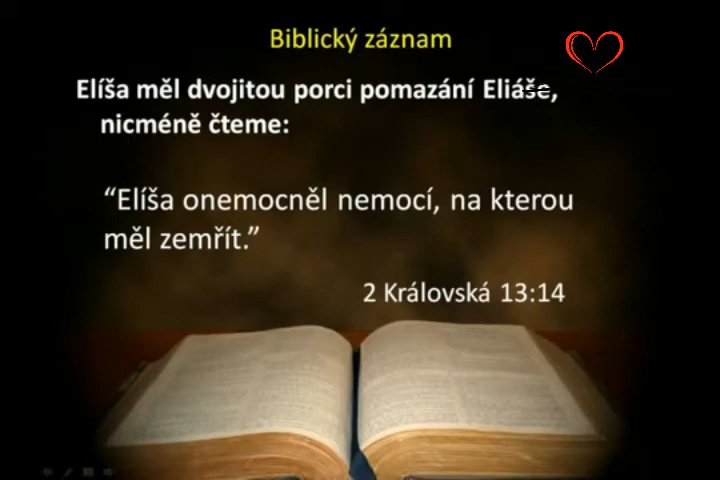 Biblický záznam
Elíša měl dvojitou porci pomazání Eliáše,
nicméně čteme:
“Elíša onemocněl nemocí, na kterou
měl zemřít.”
2 Královská 13:14